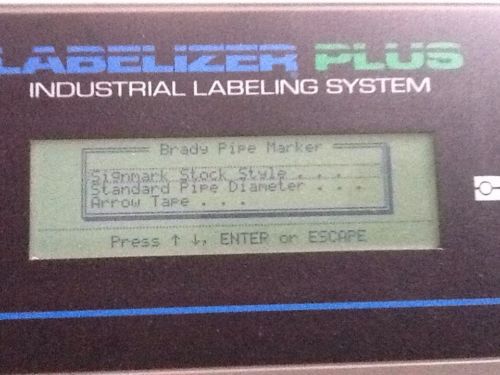 LABELIZER PLUS
INDUSTRIAL LABELING SYSTEM
Brady Pipe Marker
Signmark Stock Style . . .
Standard Pipe Diameter . . .
Arrow Tape . . .
Press ↑ ↓, ENTER or ESCAPE